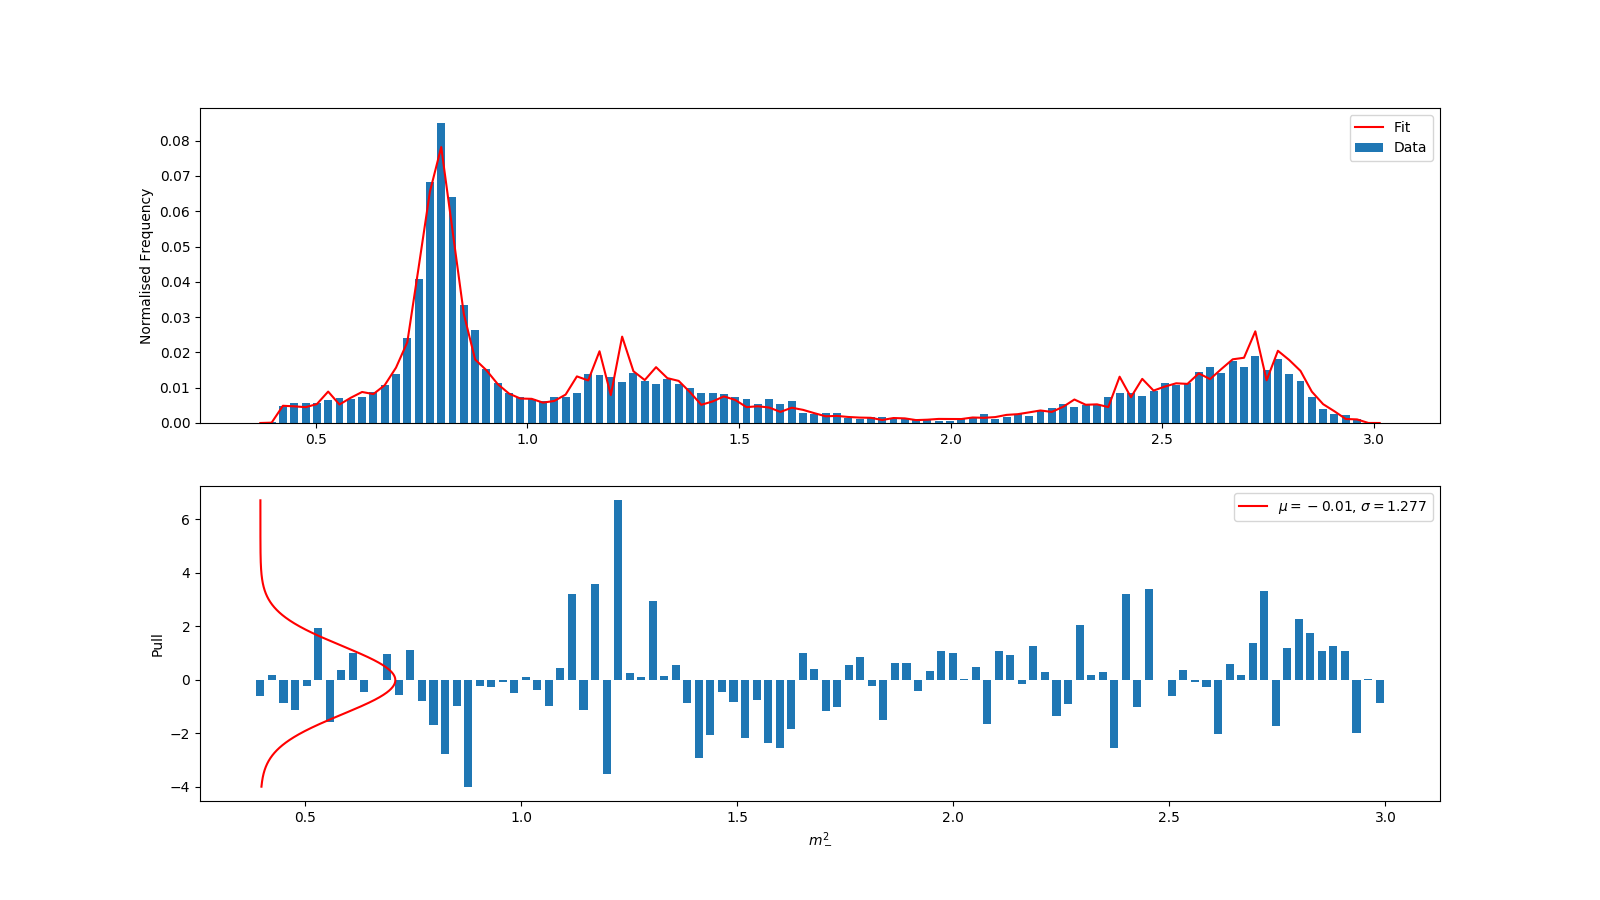 Fit
Data
Normalised Frequency
0.08
0.07
0.06
0.05
0.04
0.03
0.02
0.01
0.00
0.5 1.0 1.5 2.0 2.5 3.0
μ = −0.01, σ = 1.277
Pull
6
4
2
0
−2
−4
0.5 1.0 1.5 2.0 2.5 3.0
m²₋